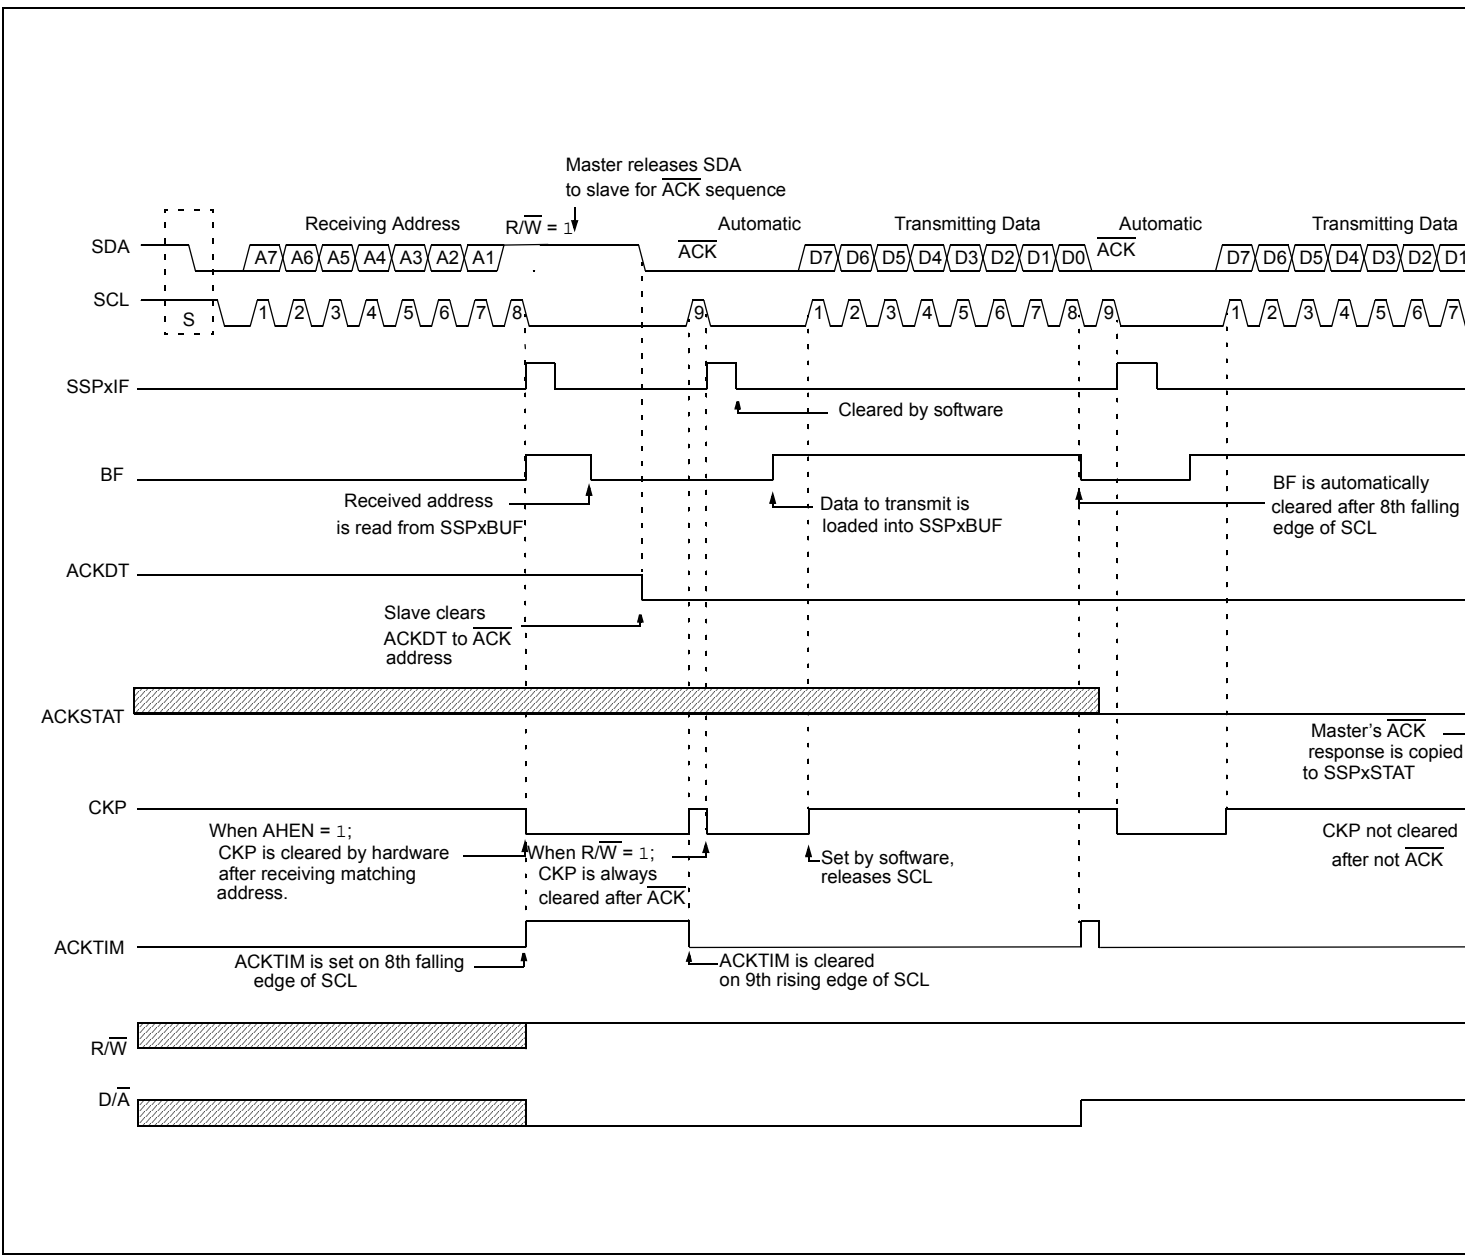 Master releases SDA
to slave for ACK sequence
Receiving Address R/W = 1 Automatic Transmitting Data Automatic Transmitting Data
SDA A7 A6 A5 A4 A3 A2 A1 ACK D7 D6 D5 D4 D3 D2 D1 D0 ACK D7 D6 D5 D4 D3 D2 D1
SCL S 1 2 3 4 5 6 7 8 9 1 2 3 4 5 6 7 8 9 1 2 3 4 5 6 7
SSPxIF
Cleared by software
BF
Received address
is read from SSPxBUF
Data to transmit is
loaded into SSPxBUF
BF is automatically
cleared after 8th falling
edge of SCL
ACKDT
Slave clears
ACKDT to ACK
address
ACKSTAT
Master's ACK
response is copied
to SSPxSTAT
CKP
When AHEN = 1;
CKP is cleared by hardware
after receiving matching
address.
When R/W = 1;
CKP is always
cleared after ACK
Set by software,
releases SCL
CKP not cleared
after not ACK
ACKTIM
ACKTIM is set on 8th falling
edge of SCL
ACKTIM is cleared
on 9th rising edge of SCL
R/W
D/A